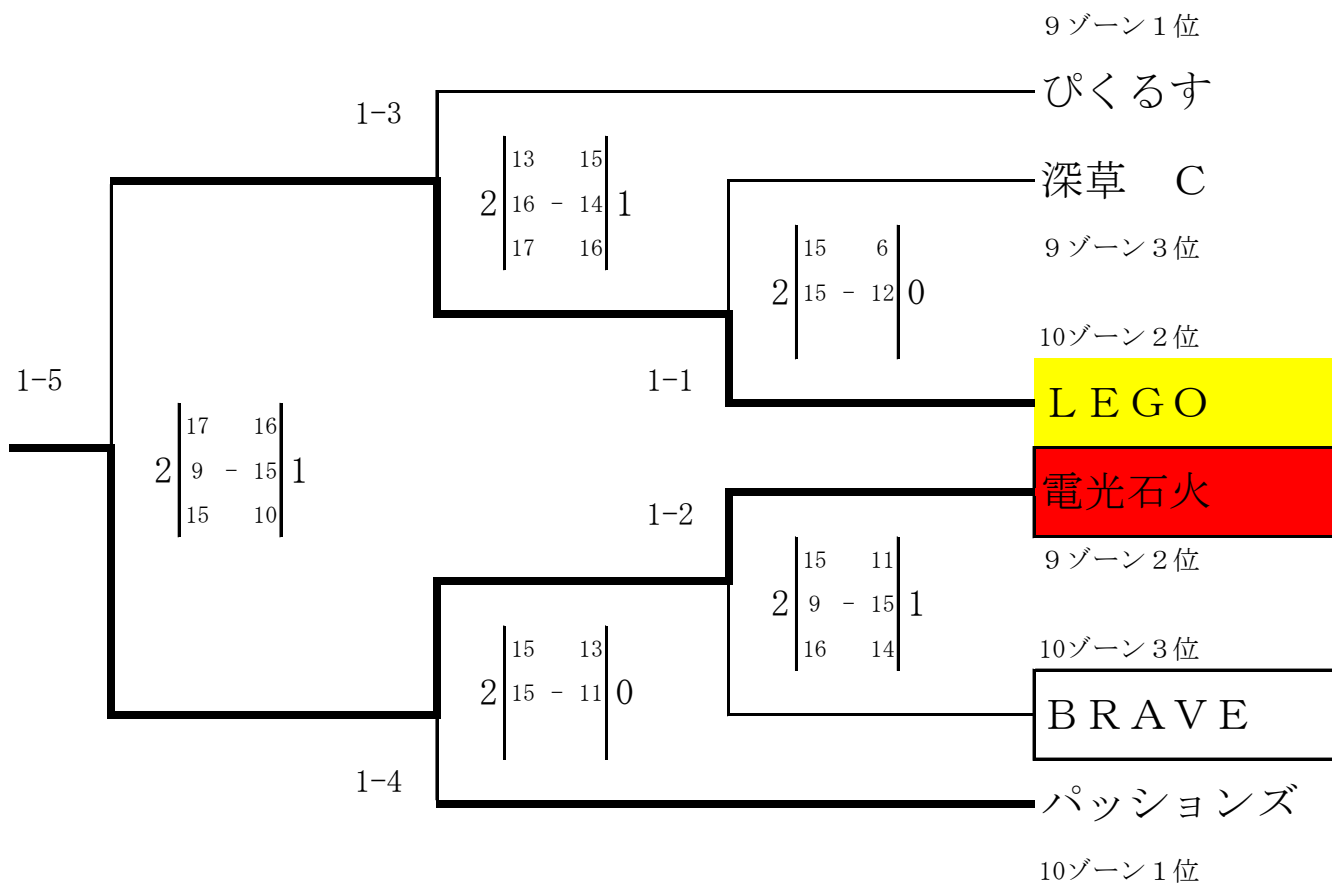 ９ゾーン１位
ぴくるす
1-3
13 15
2 16 - 14 1
17 16
深草　C
９ゾーン３位
15 6
2 15 - 12 0
10ゾーン２位
1-5
1-1
ＬＥＧＯ
17 16
2 9 - 15 1
15 10
電光石火
1-2
９ゾーン２位
15 11
2 9 - 15 1
16 14
10ゾーン３位
15 13
2 15 - 11 0
ＢＲＡＶＥ
1-4
パッションズ
10ゾーン１位